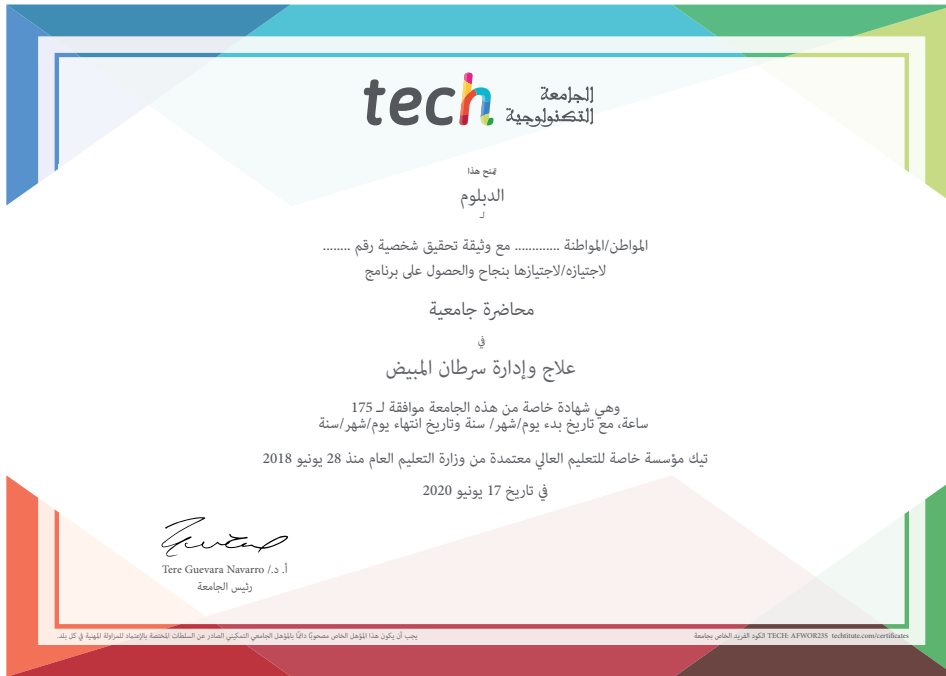 tech
الجامعة
التكنولوجية
يمنح هذا
الدبلوم
لـ
المواطن/المواطنة ............ مع وثيقة تحقيق شخصية رقم ........
لاجتيازه/لاجتيازها بنجاح والحصول على برنامج
محاضرة جامعية
في
علاج وإدارة سرطان المبيض
وهي شهادة خاصة من هذه الجامعة موافقة لـ 175
ساعة، مع تاريخ بدء يوم/شهر/ سنة وتاريخ انتهاء يوم/شهر/سنة
تيك مؤسسة خاصة للتعليم العالي معتمدة من وزارة التعليم العام منذ 28 يونيو 2018
في تاريخ 17 يونيو 2020
أ. د./ Tere Guevara Navarro
رئيس الجامعة
يجب أن يكون هذا المؤهل الخاص مصحوبًا دائمًا بالمؤهل الجامعي التمكيني الصادر عن السلطات المختصة بالإعتماد للمزاولة المهنية في كل بلد.
الكود الفريد الخاص بجامعة TECH: AFWOR23S techtitute.com/certificates